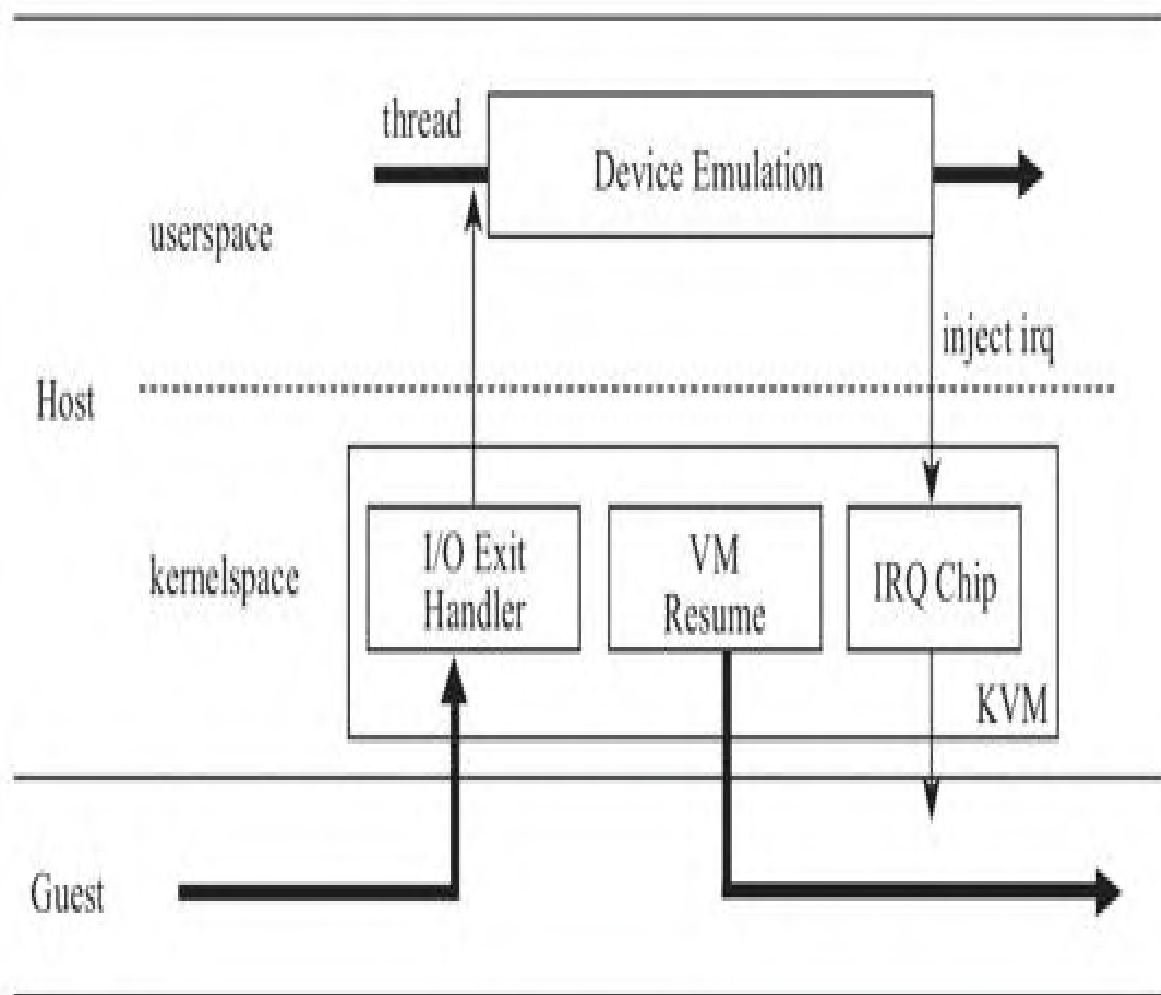 thread
Device Emulation
userspace
inject irq
Host
I/O Exit
Handler
VM
Resume
IRQ Chip
kernelspace
KVM
Guest